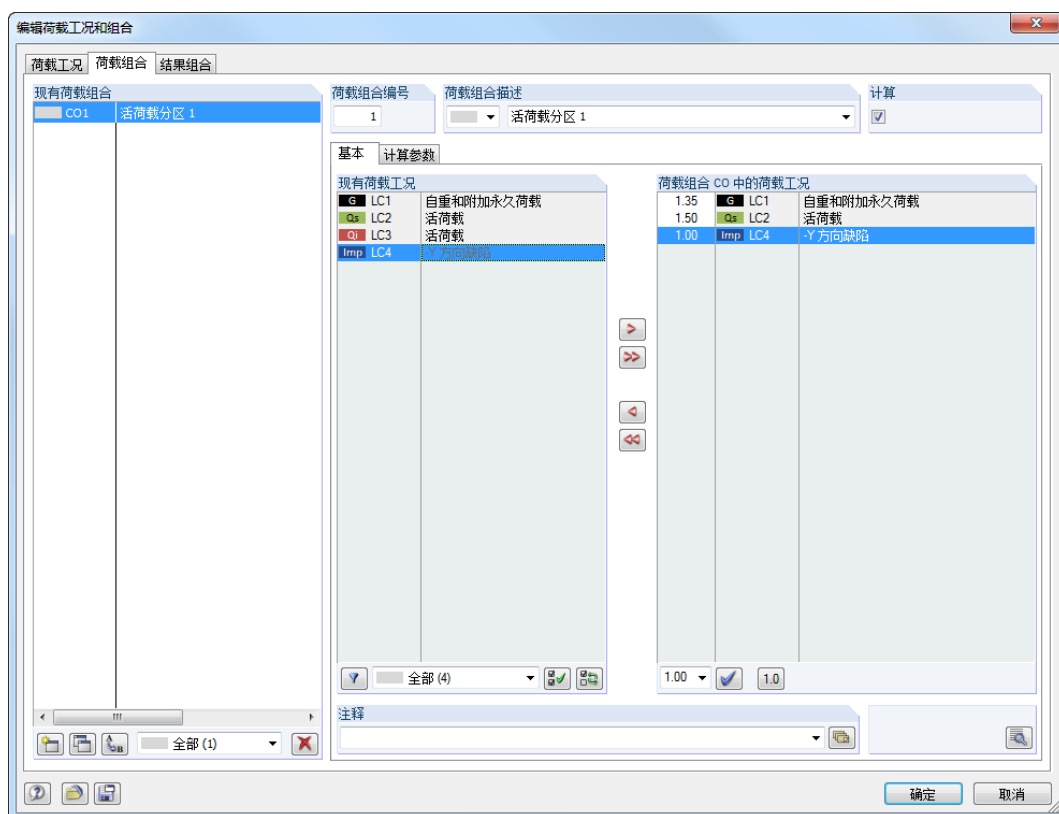 编辑荷载工况和组合
荷载工况 荷载组合 结果组合
现有荷载组合
CO1 活荷载分区 1
全部 (1)
荷载组合编号
1
荷载组合描述
活荷载分区 1
计算
基本 计算参数
现有荷载工况
G LC1 自重和附加永久荷载
Qs LC2 活荷载
Qi LC3 活荷载
Imp LC4 -Y 方向缺陷
全部 (4)
荷载组合 CO 中的荷载工况
1.35 G LC1 自重和附加永久荷载
1.50 Qs LC2 活荷载
1.00 Imp LC4 -Y 方向缺陷
1.00 1.0
注释
确定 取消